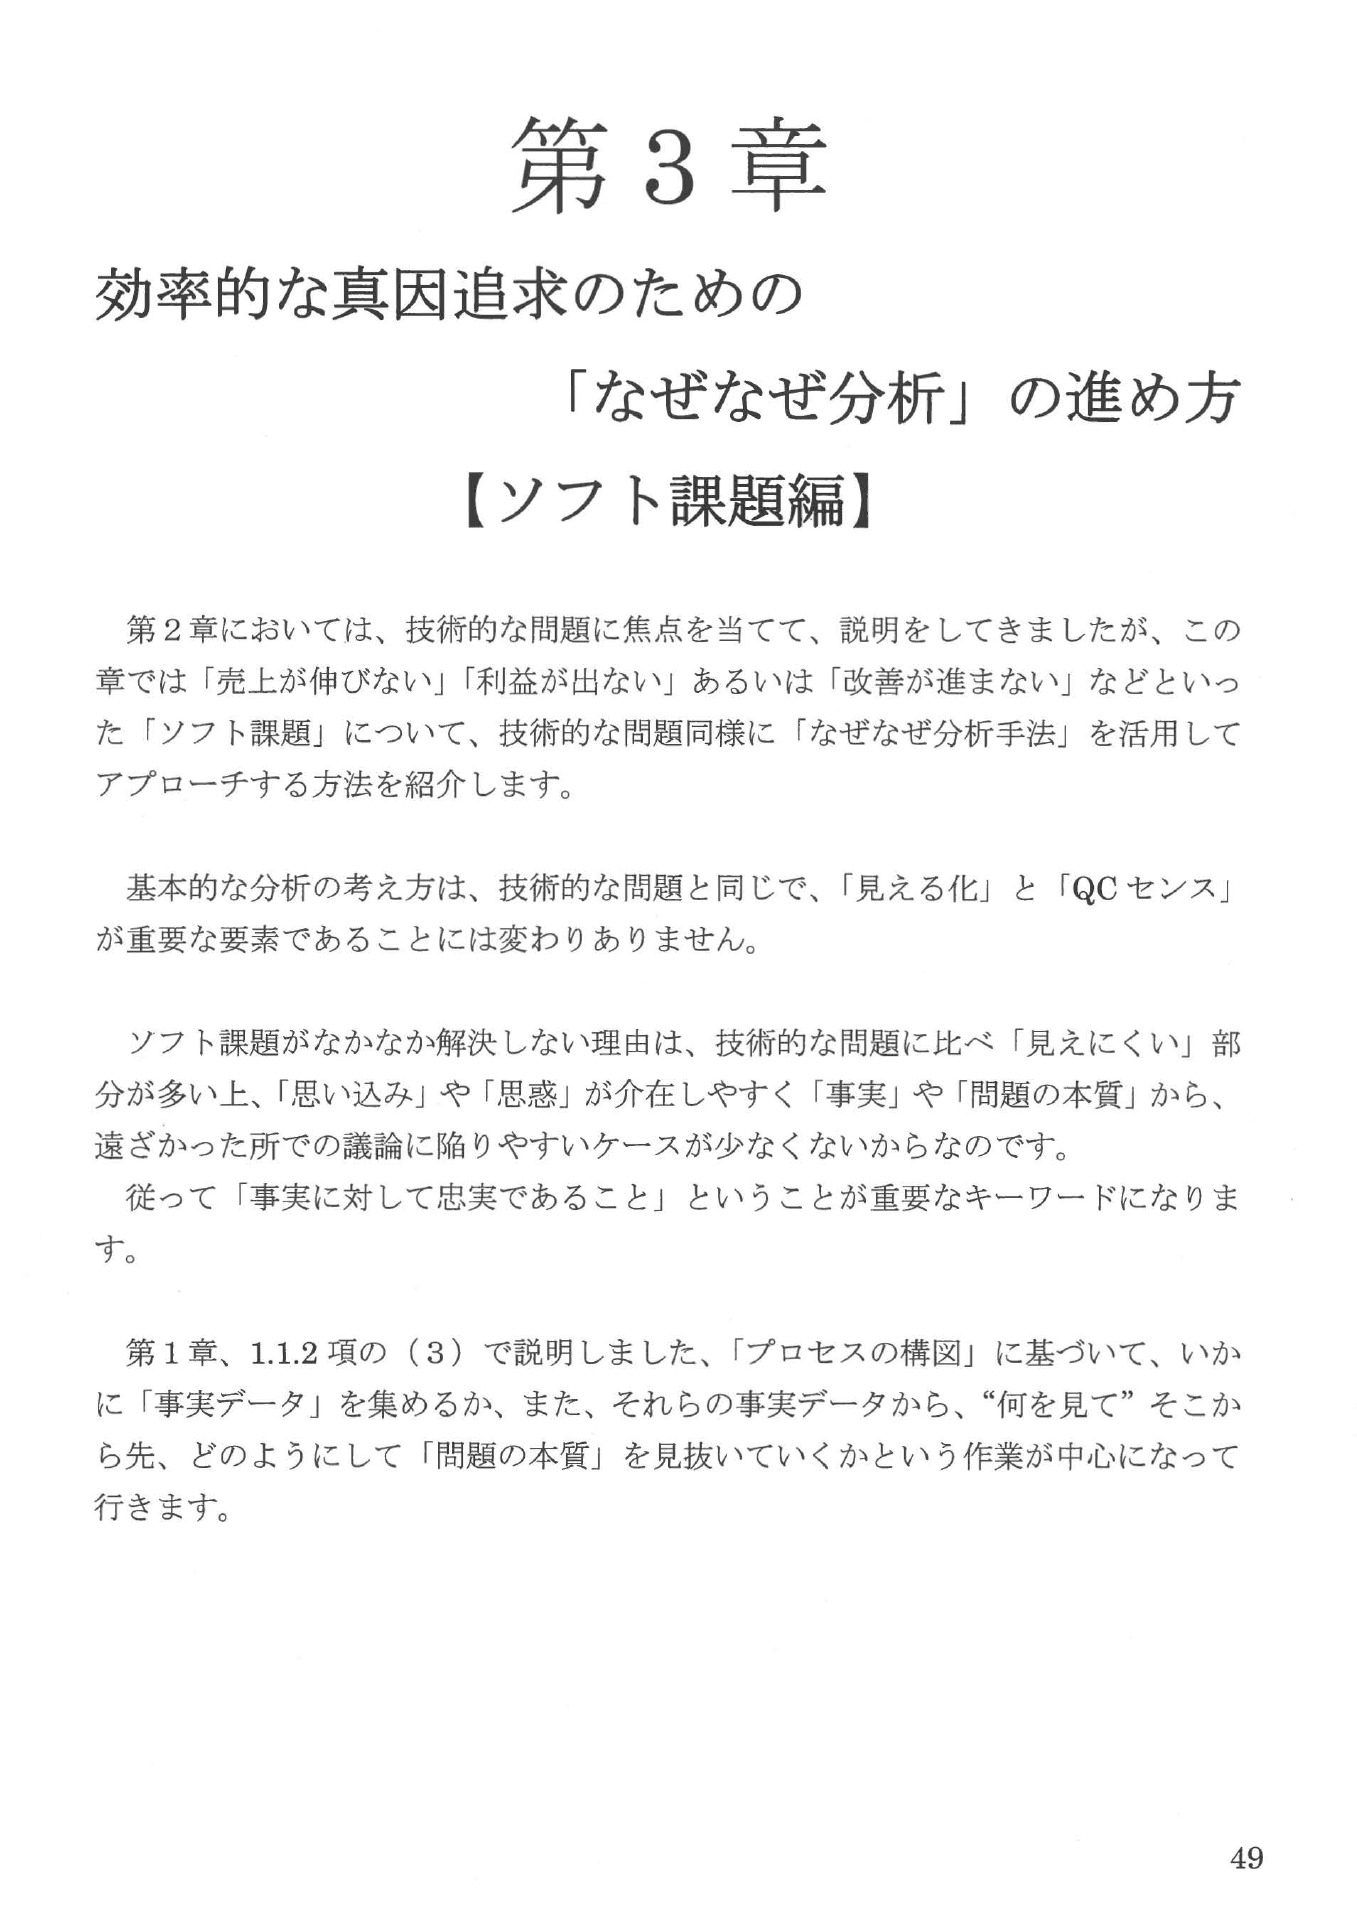 第3章
効率的な真因追求のための
「なぜなぜ分析」の進め方
【ソフト課題編】
第2章においては、技術的な問題に焦点を当てて、説明をしてきましたが、この
章では「売上が伸びない」「利益が出ない」あるいは「改善が進まない」などといっ
た「ソフト課題」について、技術的な問題同様に「なぜなぜ分析手法」を活用して
アプローチする方法を紹介します。
基本的な分析の考え方は、技術的な問題と同じで、「見える化」と「QCセンス」
が重要な要素であることには変わりありません。
ソフト課題がなかなか解決しない理由は、技術的な問題に比べ「見えにくい」部
分が多い上、「思い込み」や「思惑」が介在しやすく「事実」や「問題の本質」から、
遠ざかった所での議論に陥りやすいケースが少なくないからなのです。
従って「事実に対して忠実であること」ということが重要なキーワードになりま
す。
第1章、1.1.2項の(3)で説明しました、「プロセスの構図」に基づいて、いか
に「事実データ」を集めるか、また、それらの事実データから、“何を見て”そこか
ら先、どのようにして「問題の本質」を見抜いていくかという作業が中心になって
行きます。
49